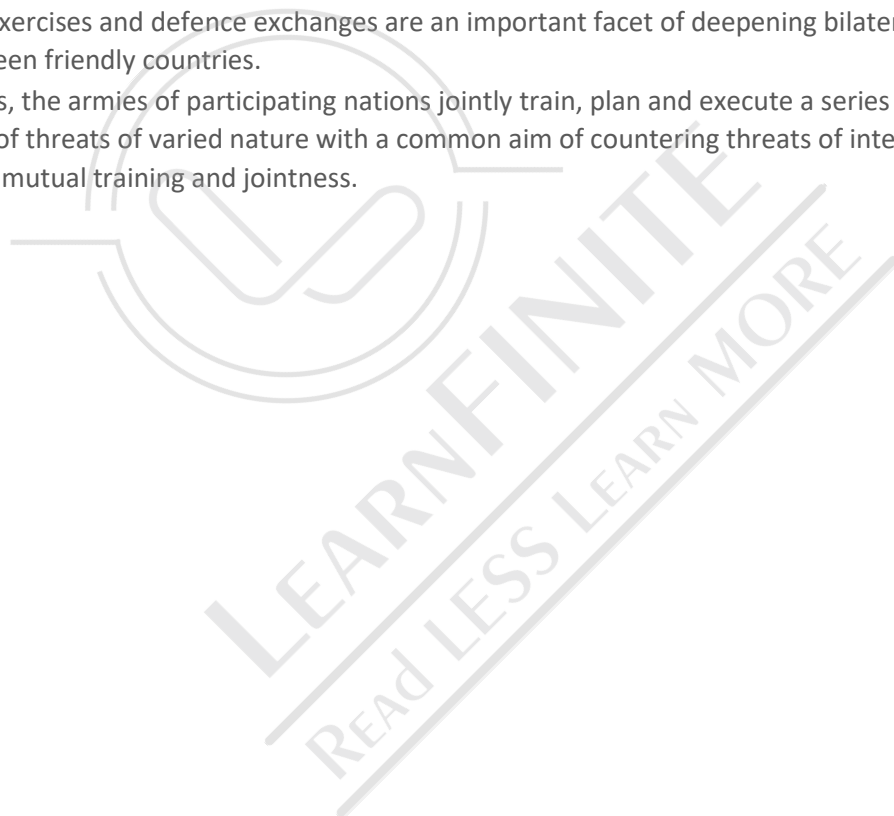 xercises and defence exchanges are an important facet of deepening bilater
een friendly countries.
s, the armies of participating nations jointly train, plan and execute a series
of threats of varied nature with a common aim of countering threats of inte
mutual training and jointness.
LEARNFINITE
READ LESS LEARN MORE